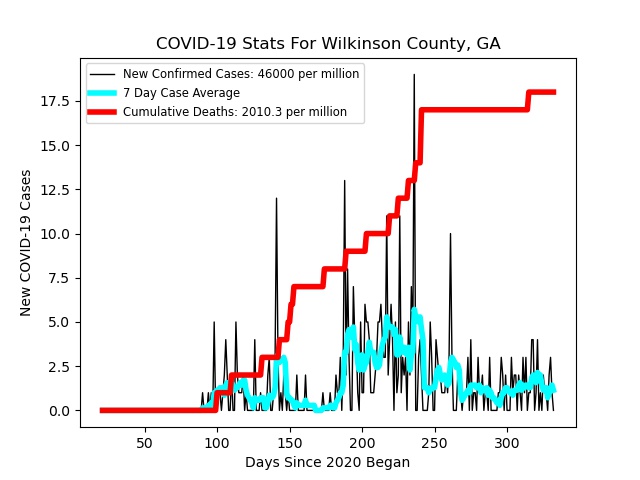 COVID-19 Stats For Wilkinson County, GA
New Confirmed Cases: 46000 per million
7 Day Case Average
Cumulative Deaths: 2010.3 per million
New COVID-19 Cases
17.5
15.0
12.5
10.0
7.5
5.0
2.5
0.0
50
100
150
200
250
300
Days Since 2020 Began